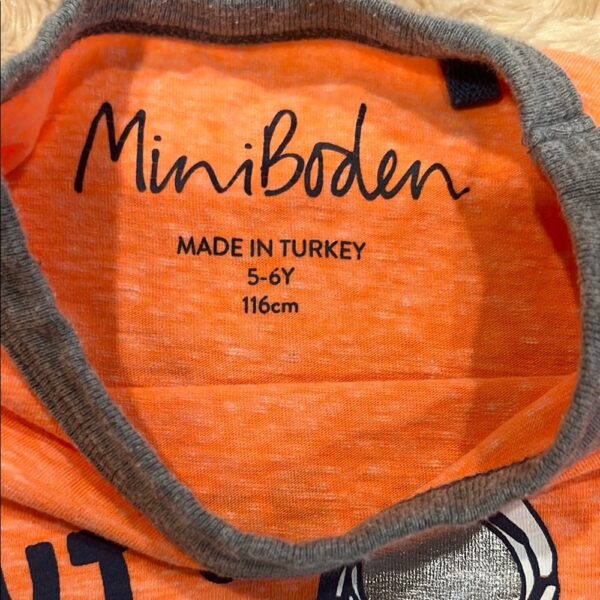 MiniBoden
MADE IN TURKEY
5-6Y
116cm